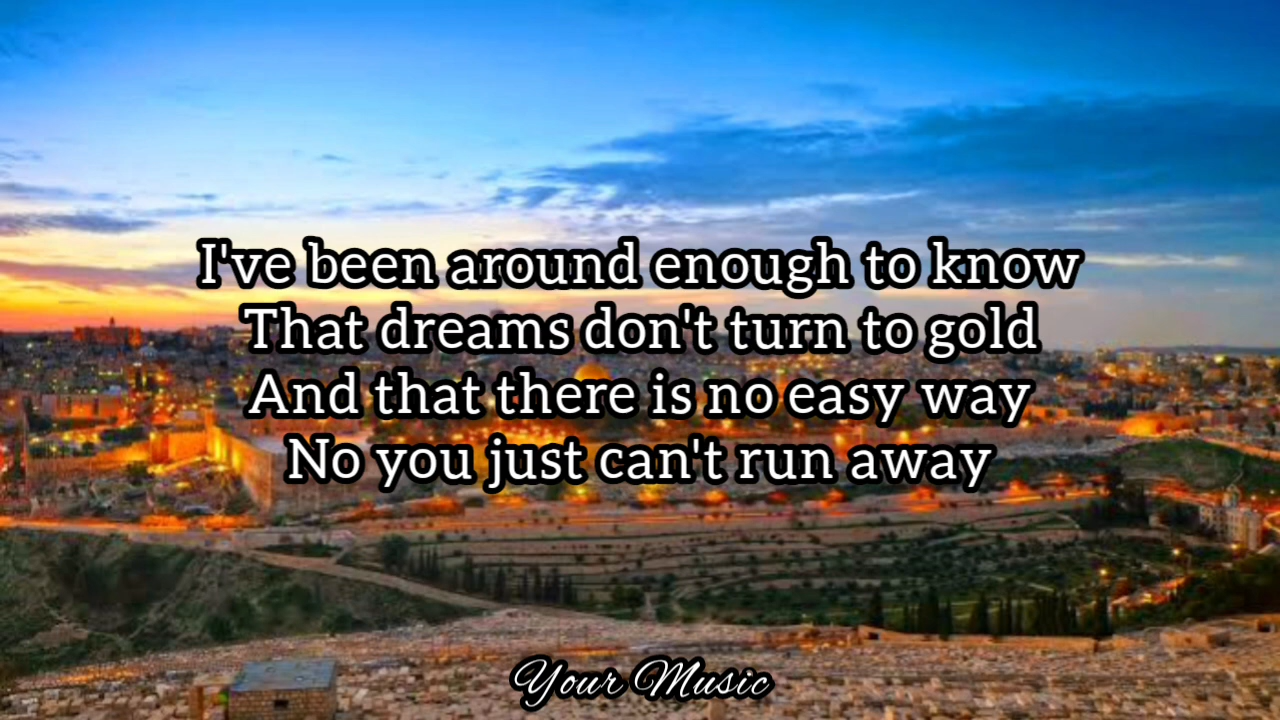 I've been around enough to know
That dreams don't turn to gold
And that there is no easy way
No you just can't run away
Your Music